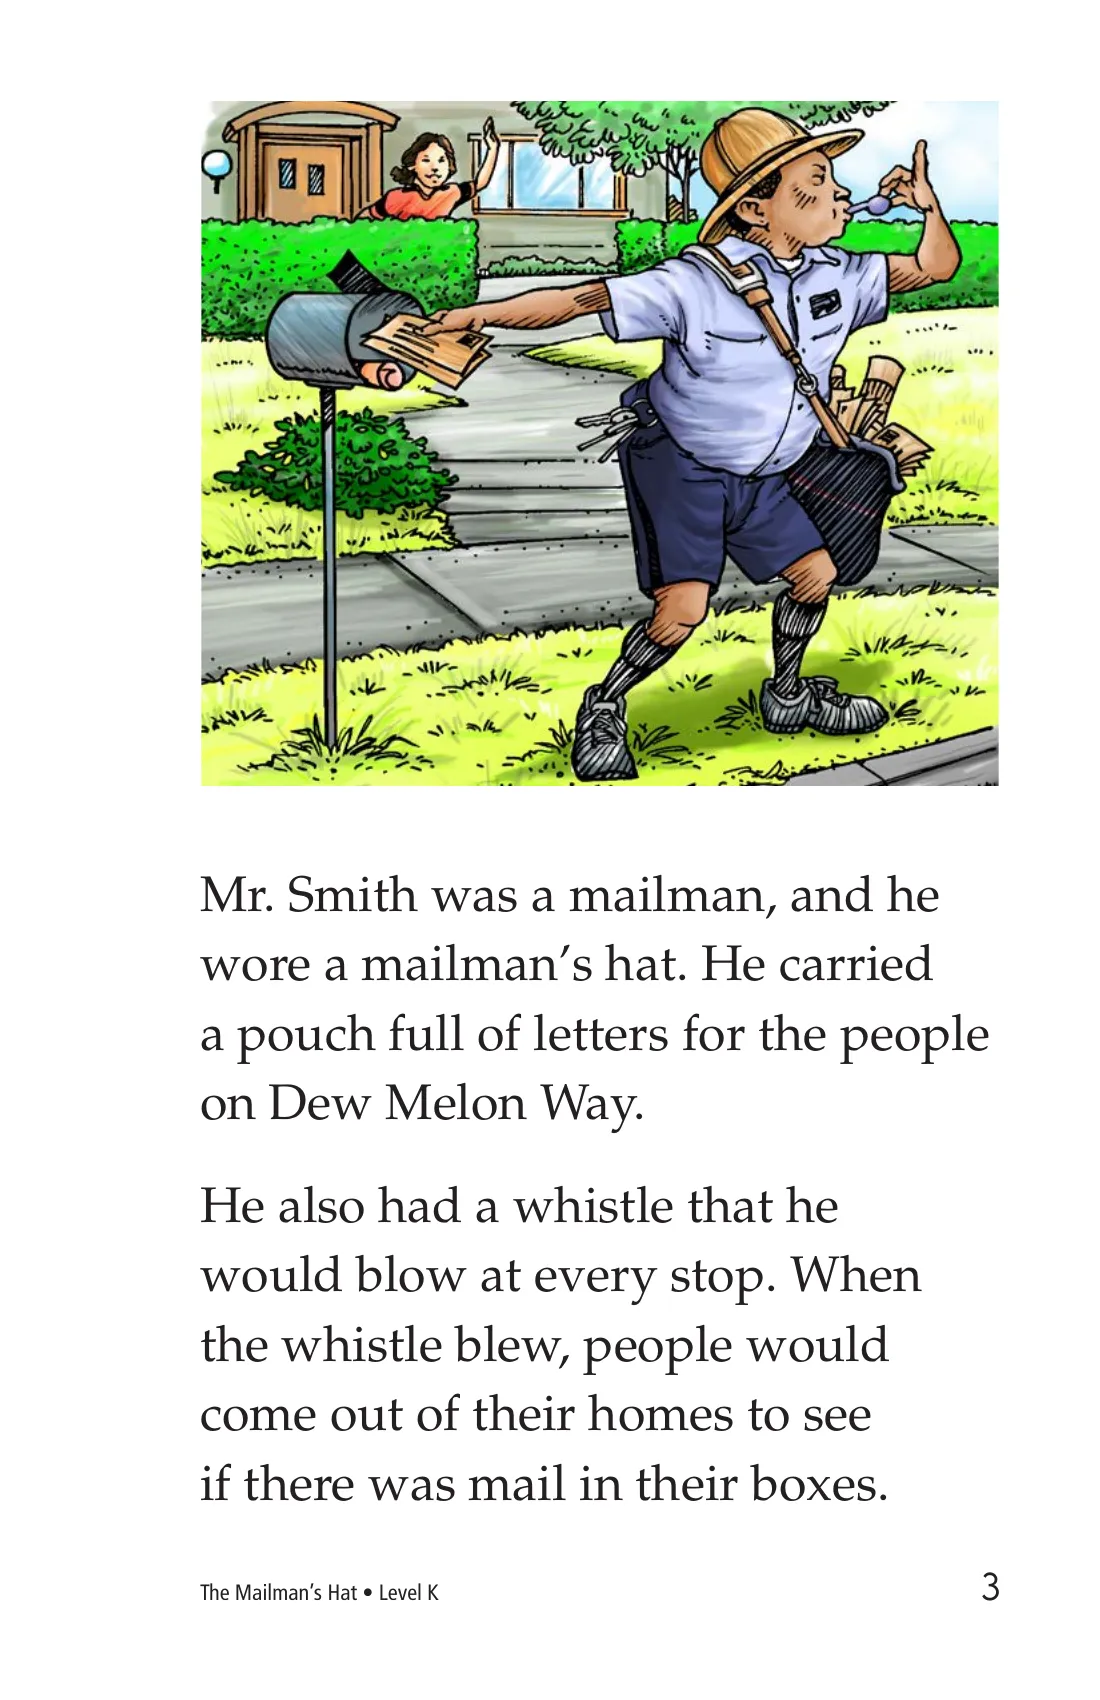 Mr. Smith was a mailman, and he
wore a mailman’s hat. He carried
a pouch full of letters for the people
on Dew Melon Way.
He also had a whistle that he
would blow at every stop. When
the whistle blew, people would
come out of their homes to see
if there was mail in their boxes.
The Mailman’s Hat • Level K
3